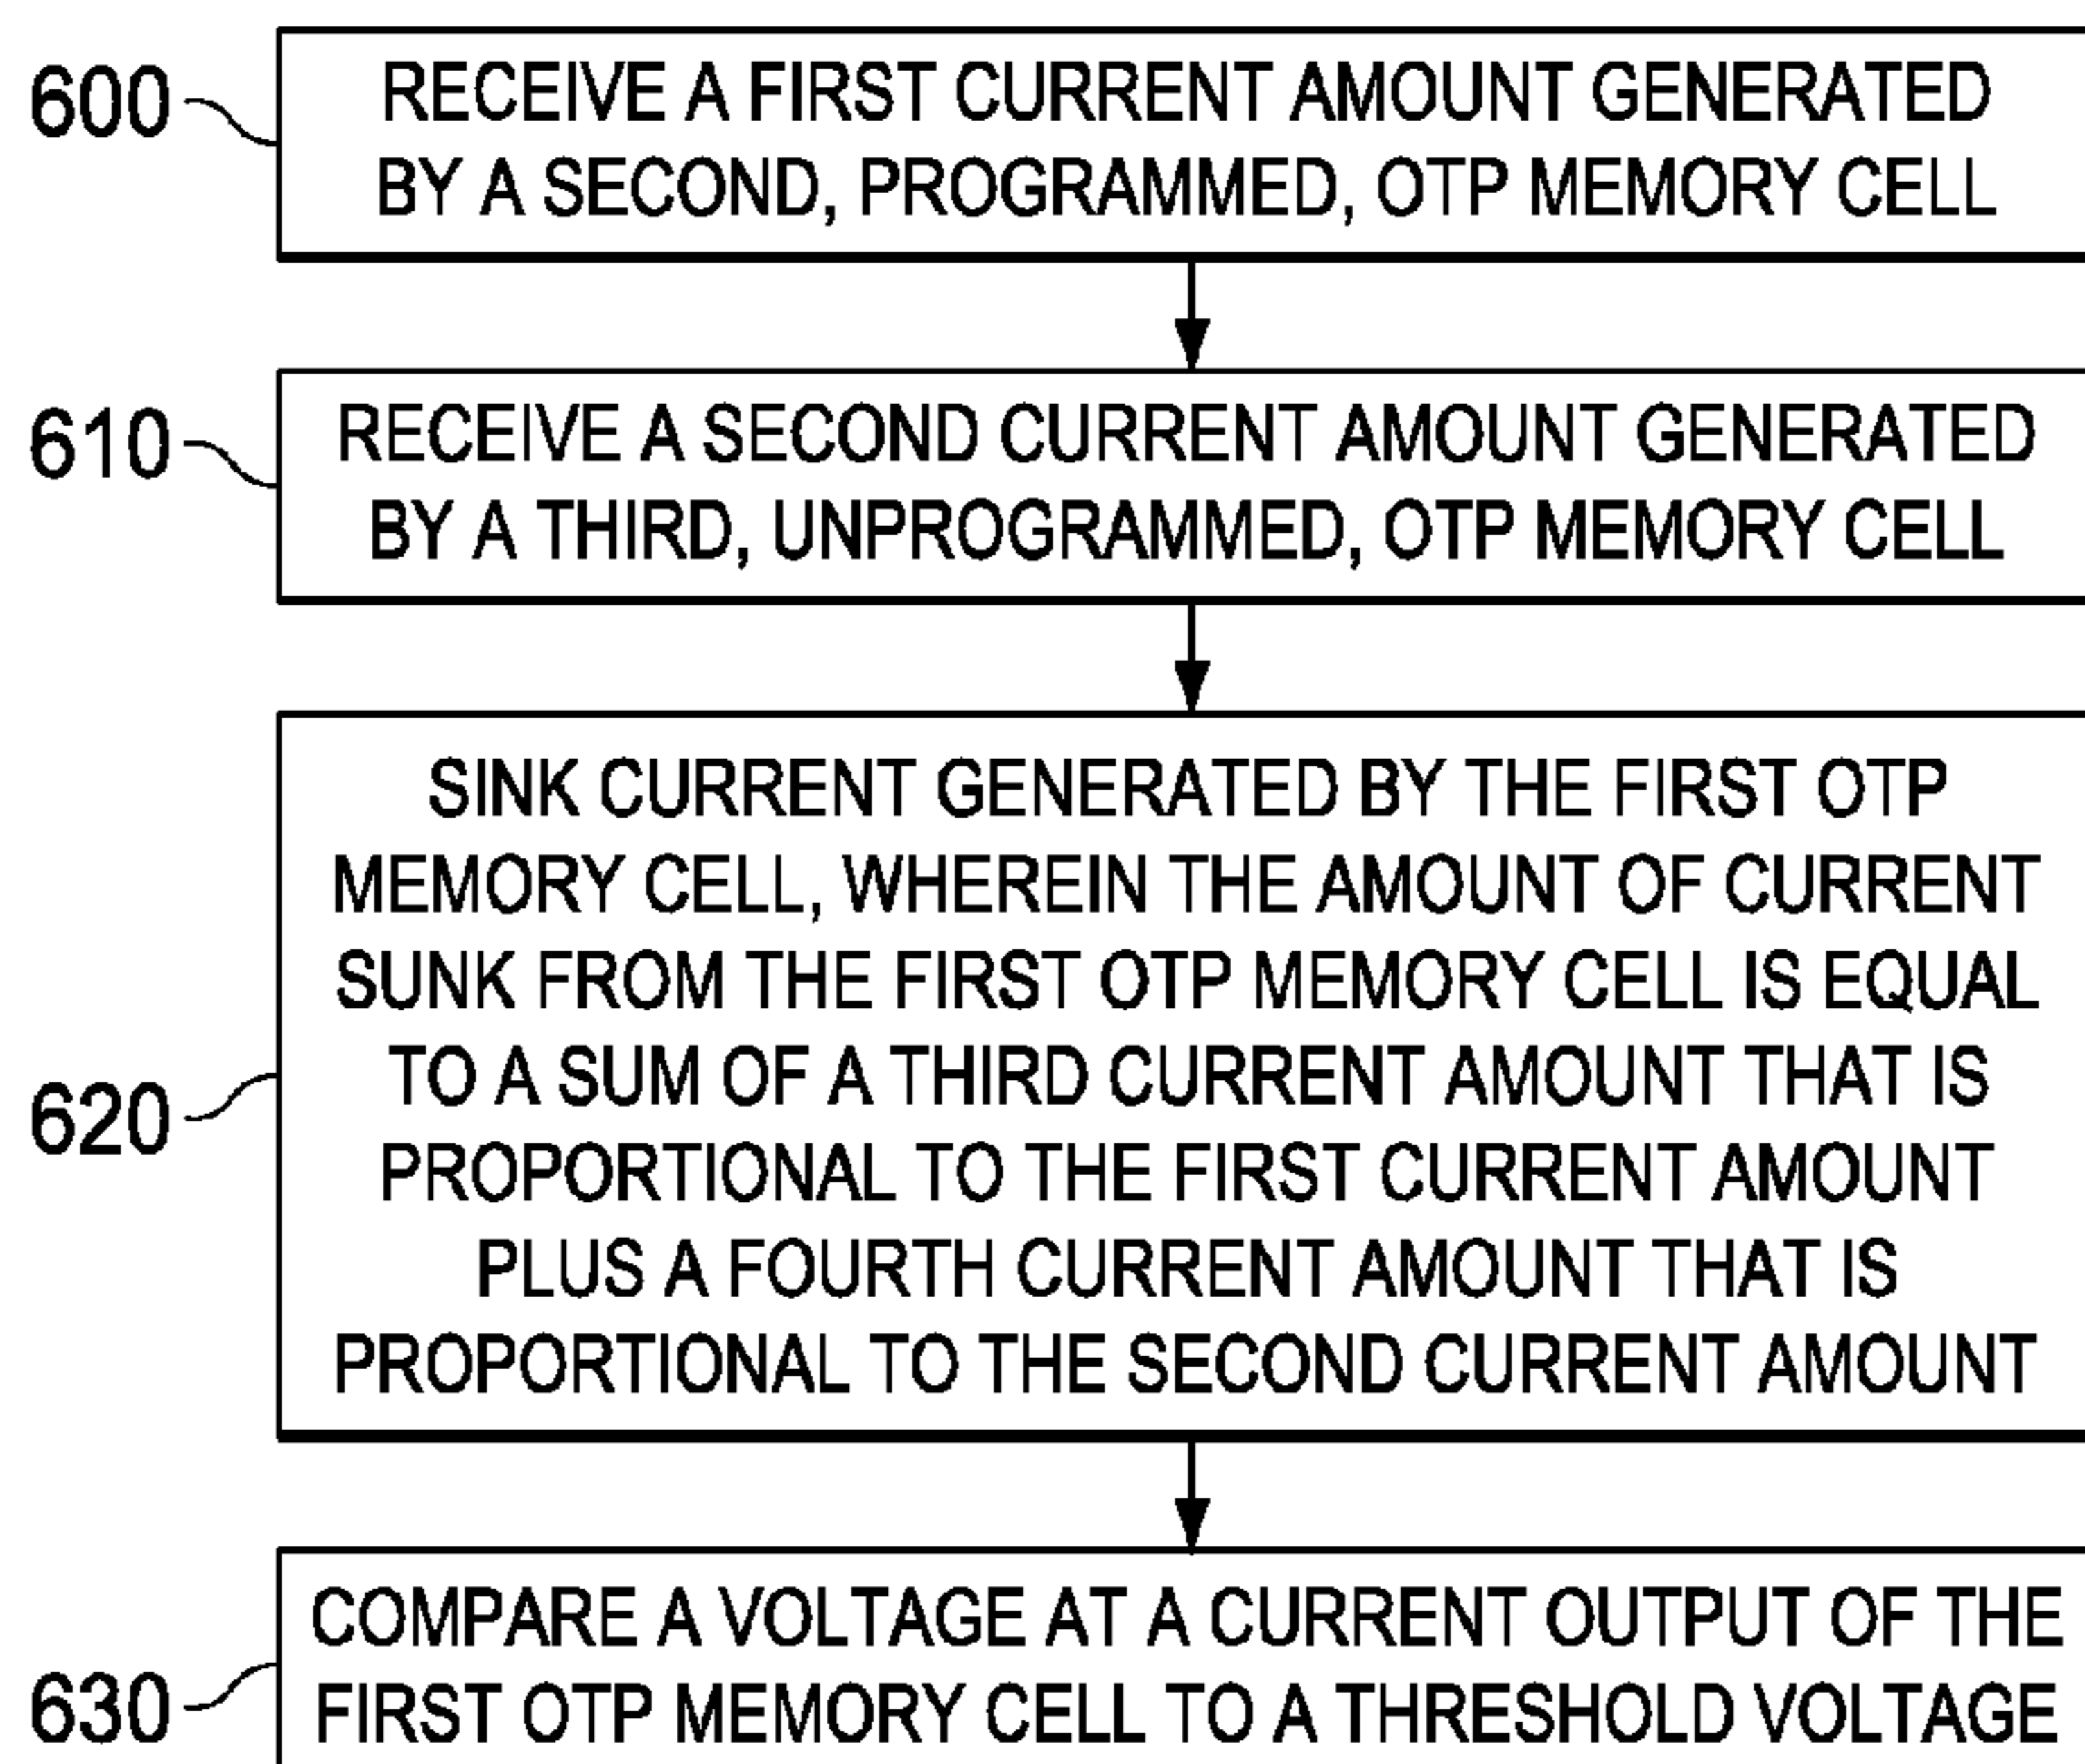 600
RECEIVE A FIRST CURRENT AMOUNT GENERATED
BY A SECOND, PROGRAMMED, OTP MEMORY CELL
610
RECEIVE A SECOND CURRENT AMOUNT GENERATED
BY A THIRD, UNPROGRAMMED, OTP MEMORY CELL
620
SINK CURRENT GENERATED BY THE FIRST OTP
MEMORY CELL, WHEREIN THE AMOUNT OF CURRENT
SUNK FROM THE FIRST OTP MEMORY CELL IS EQUAL
TO A SUM OF A THIRD CURRENT AMOUNT THAT IS
PROPORTIONAL TO THE FIRST CURRENT AMOUNT
PLUS A FOURTH CURRENT AMOUNT THAT IS
PROPORTIONAL TO THE SECOND CURRENT AMOUNT
630
COMPARE A VOLTAGE AT A CURRENT OUTPUT OF THE
FIRST OTP MEMORY CELL TO A THRESHOLD VOLTAGE